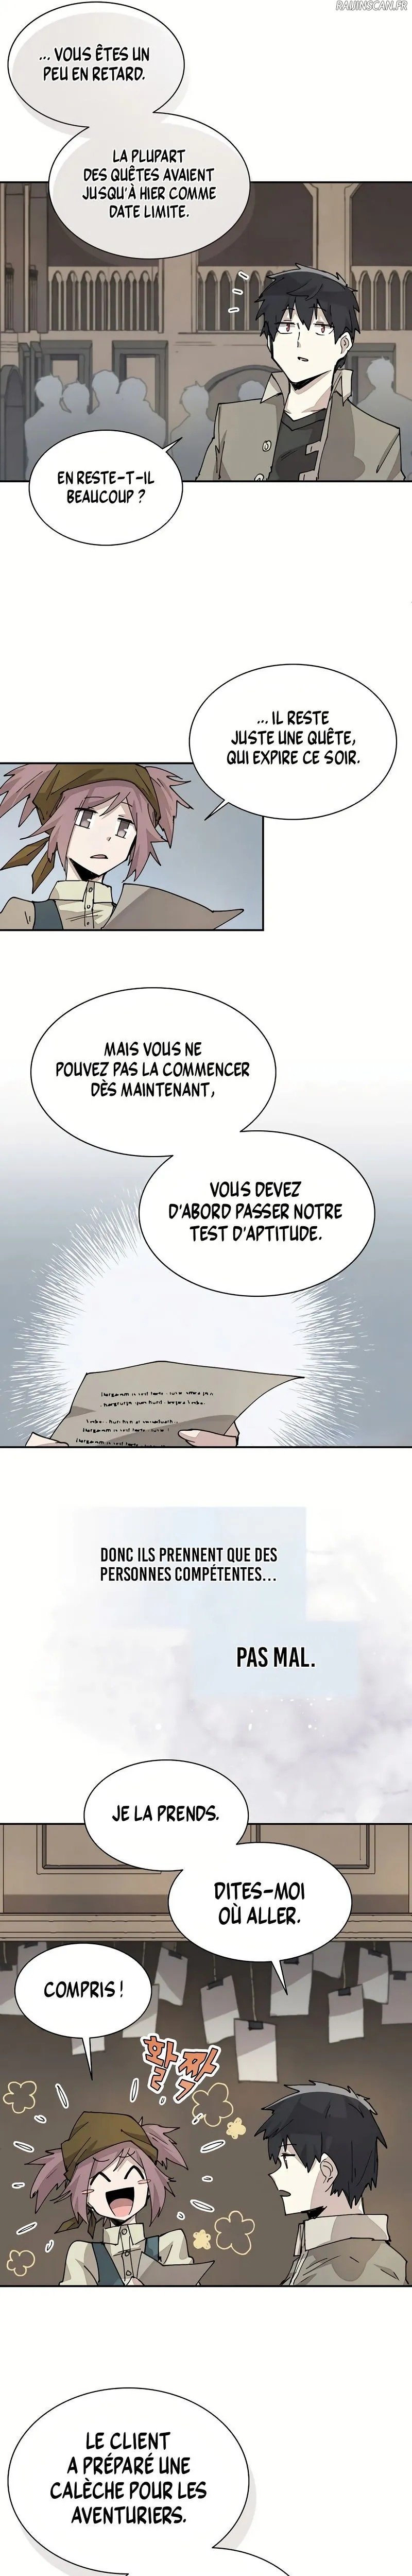 RAIJINSCAN.FR
... VOUS ÊTES UN
PEU EN RETARD.
LA PLUPART
DES QUÊTES AVAIENT
JUSQU'À HIER COMME
DATE LIMITE.
EN RESTE-T-IL
BEAUCOUP ?
... IL RESTE
JUSTE UNE QUÊTE,
QUI EXPIRE CE SOIR.
MAIS VOUS NE
POUVEZ PAS LA COMMENCER
DÈS MAINTENANT,
VOUS DEVEZ
D'ABORD PASSER NOTRE
TEST D'APTITUDE.
DONC ILS PRENNENT QUE DES
PERSONNES COMPÉTENTES...
PAS MAL.
JE LA PRENDS.
DITES-MOI
OÙ ALLER.
COMPRIS !
활짝
LE CLIENT
A PRÉPARÉ UNE
CALÈCHE POUR LES
AVENTURIERS.